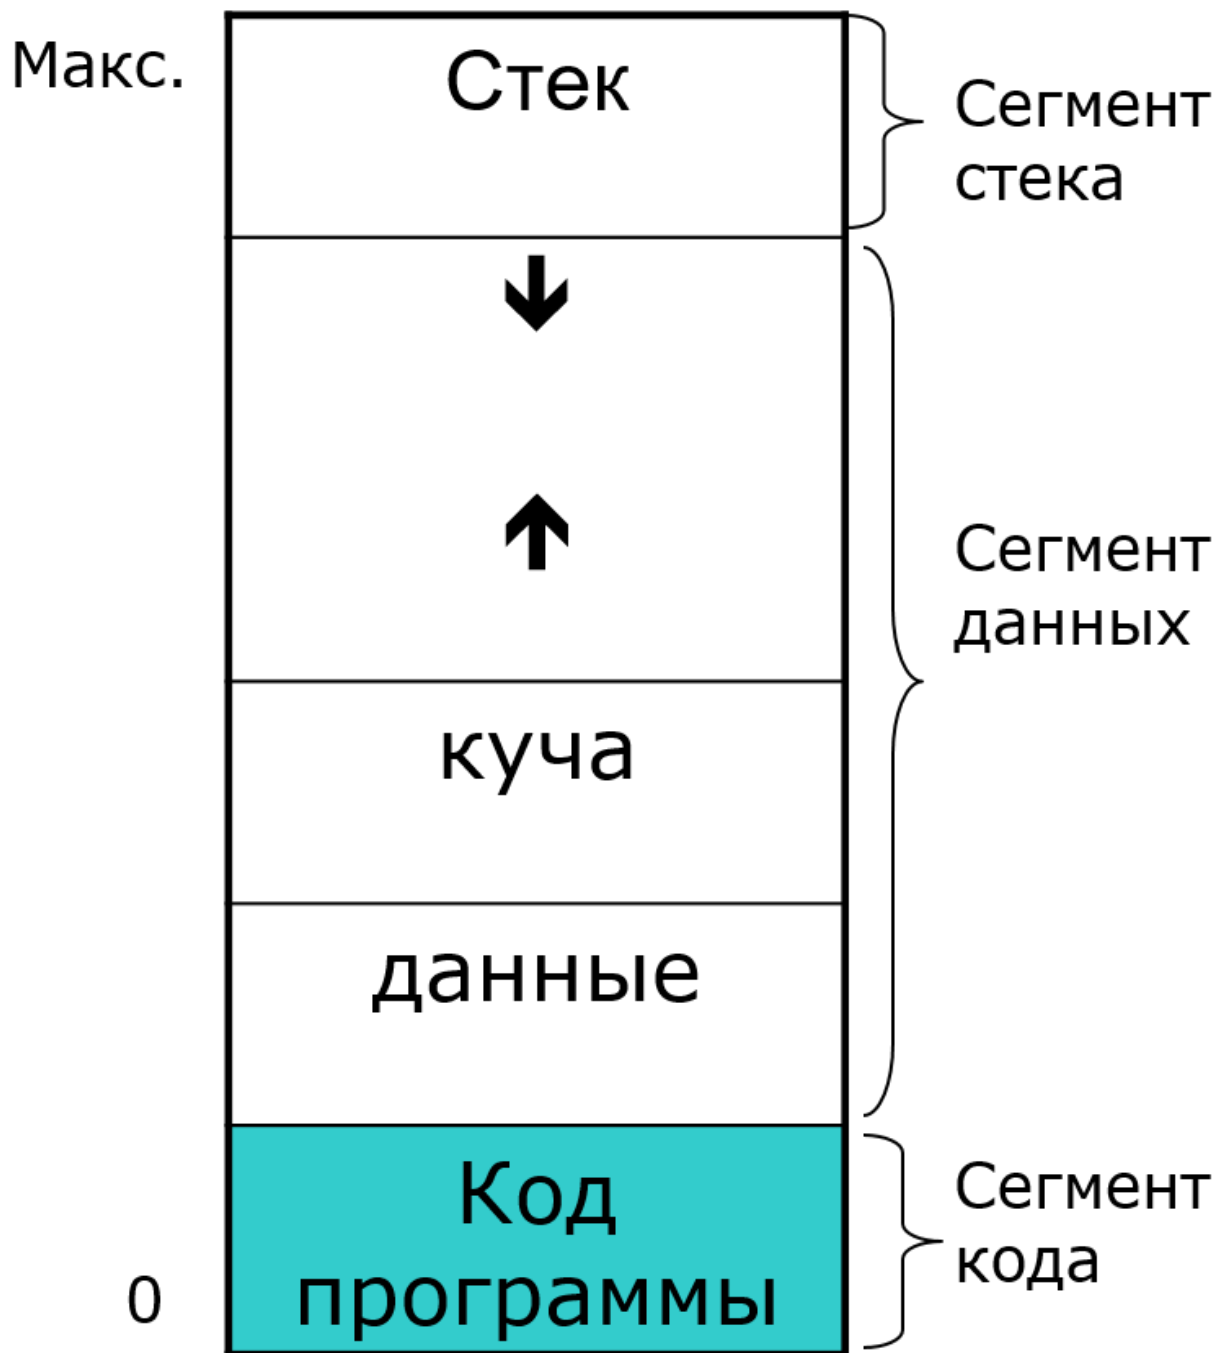 Макс.
Стек
Сегмент
стека
Сегмент
данных
куча
данные
Код
программы
Сегмент
кода
0